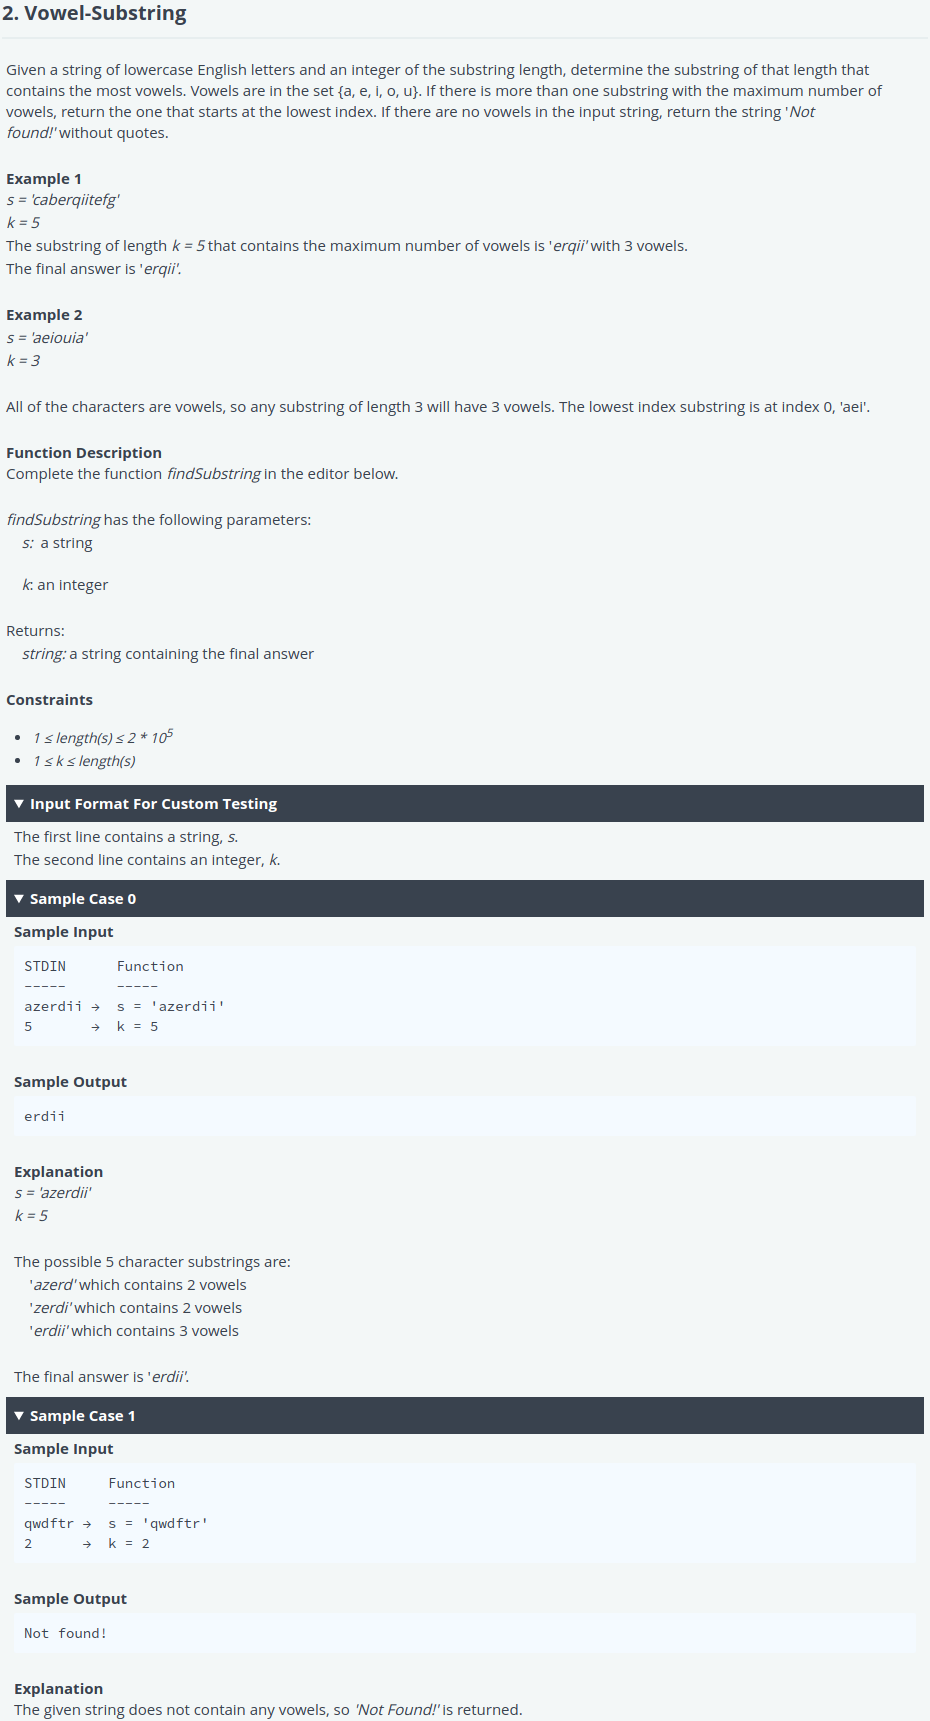 2. Vowel-Substring
Given a string of lowercase English letters and an integer of the substring length, determine the substring of that length that
contains the most vowels. Vowels are in the set {a, e, i, o, u}. If there is more than one substring with the maximum number of
vowels, return the one that starts at the lowest index. If there are no vowels in the input string, return the string 'Not
found!' without quotes.
Example 1
s = 'caberqiitefg'
k = 5
The substring of length k = 5 that contains the maximum number of vowels is 'erqii' with 3 vowels.
The final answer is 'erqii'.
Example 2
s = 'aeiouia'
k = 3
All of the characters are vowels, so any substring of length 3 will have 3 vowels. The lowest index substring is at index 0, 'aei'.
Function Description
Complete the function findSubstring in the editor below.
findSubstring has the following parameters:
s: a string
k: an integer
Returns:
string: a string containing the final answer
Constraints
• 1 ≤ length(s) ≤ 2 * 10⁵
• 1 ≤ k ≤ length(s)
▼ Input Format For Custom Testing
The first line contains a string, s.
The second line contains an integer, k.
▼ Sample Case 0
Sample Input
STDIN Function
----- -----
azerdii → s = 'azerdii'
5 → k = 5
Sample Output
erdii
Explanation
s = 'azerdii'
k = 5
The possible 5 character substrings are:
'azerd' which contains 2 vowels
'zerdi' which contains 2 vowels
'erdii' which contains 3 vowels
The final answer is 'erdii'.
▼ Sample Case 1
Sample Input
STDIN Function
----- -----
qwdftr → s = 'qwdftr'
2 → k = 2
Sample Output
Not found!
Explanation
The given string does not contain any vowels, so 'Not Found!' is returned.